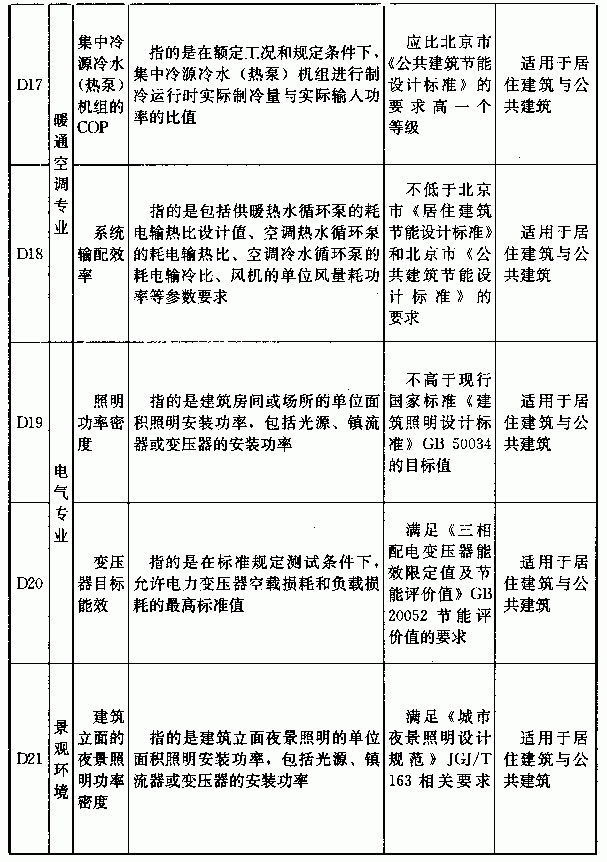 D17
暖通空调专业
集中冷
源冷水
(热泵)
机组的
COP
指的是在额定工况和规定条件下，
集中冷源冷水（热泵）机组进行制
冷运行时实际制冷量与实际输入功
率的比值
应比北京市
《公共建筑节能
设计标准》的
要求高一个
等级
适用于居
住建筑与公
共建筑
D18
系统
输配效
率
指的是包括供暖热水循环泵的耗
电输热比设计值、空调热水循环泵
的耗电输热比、空调冷水循环泵的
耗电输冷比、风机的单位风量耗功
率等参数要求
不低于北京
市《居住建筑
节能设计标准》
和北京市《公
共建筑节能设
计标准》的
要求
适用于居
住建筑与公
共建筑
D19
电气专业
照明
功率密
度
指的是建筑房间或场所的单位面
积照明安装功率，包括光源、镇流
器或变压器的安装功率
不高于现行
国家标准《建
筑照明设计标
准》GB 50034
的目标值
适用于居
住建筑与公
共建筑
D20
变压
器目标
能效
指的是在标准规定测试条件下，
允许电力变压器空载损耗和负载损
耗的最高标准值
满足《三相
配电变压器能
效限定值及节
能评价值》GB
20052 节能评
价值的要求
适用于居
住建筑与公
共建筑
D21
景观环境
建筑
立面的
夜景照
明功率
密度
指的是建筑立面夜景照明的单位
面积照明安装功率，包括光源、镇
流器或变压器的安装功率
满足《城市
夜景照明设计
规范》JGJ/T
163 相关要求
适用于居
住建筑与公
共建筑